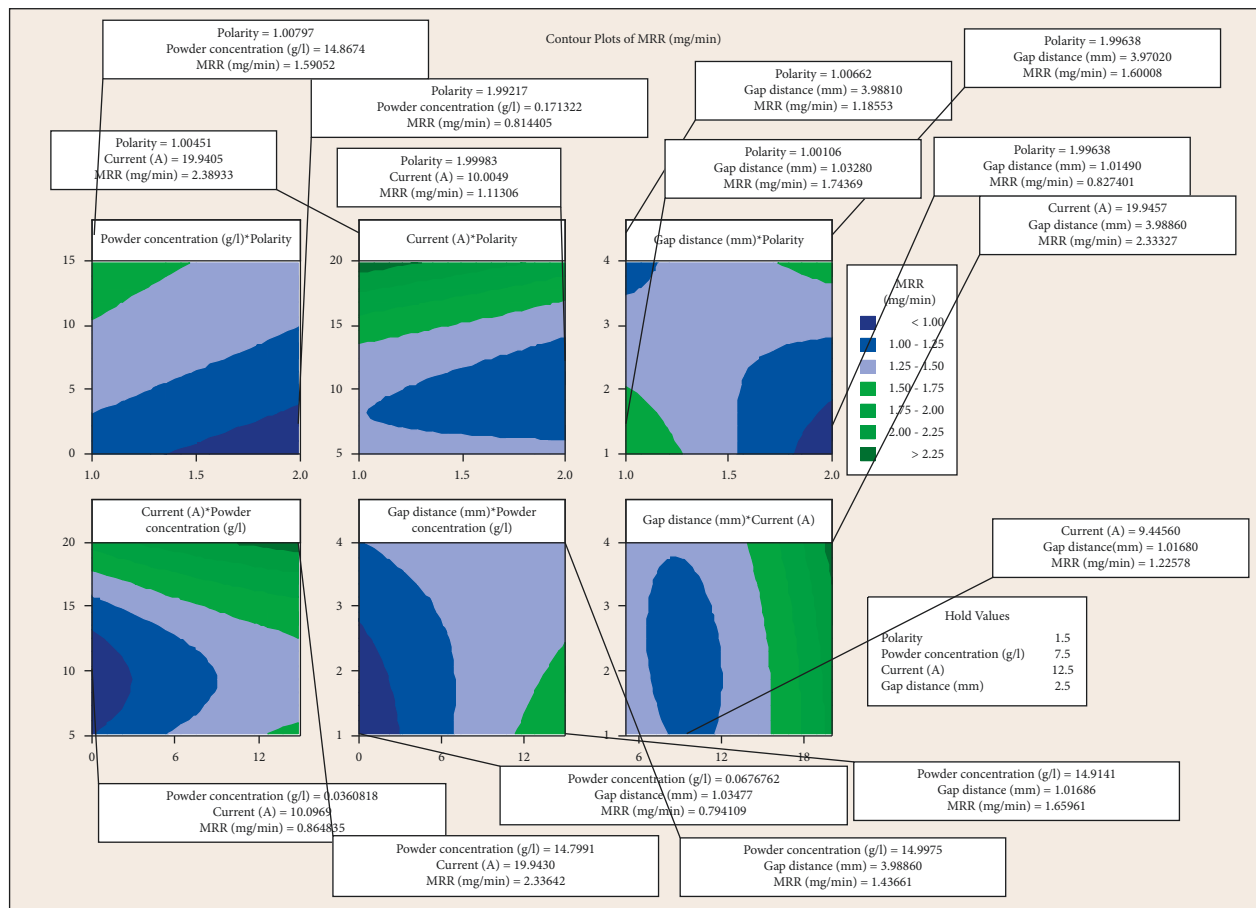 Contour Plots of MRR (mg/min)
Polarity = 1.00797
Powder concentration (g/l) = 14.8674
MRR (mg/min) = 1.59052
Polarity = 1.99217
Powder concentration (g/l) = 0.171322
MRR (mg/min) = 0.814405
Polarity = 1.00451
Current (A) = 19.9405
MRR (mg/min) = 2.38933
Polarity = 1.99983
Current (A) = 10.0049
MRR (mg/min) = 1.11306
Polarity = 1.00662
Gap distance (mm) = 3.98810
MRR (mg/min) = 1.18553
Polarity = 1.99638
Gap distance (mm) = 3.97020
MRR (mg/min) = 1.60008
Polarity = 1.00106
Gap distance (mm) = 1.03280
MRR (mg/min) = 1.74369
Polarity = 1.99638
Gap distance (mm) = 1.01490
MRR (mg/min) = 0.827401
Current (A) = 19.9457
Gap distance (mm) = 3.98860
MRR (mg/min) = 2.33327
Powder concentration (g/l)*Polarity
15
10
5
0
1.0
1.5
2.0
Current (A)*Polarity
20
15
10
5
1.0
1.5
2.0
Gap distance (mm)*Polarity
4
3
2
1
1.0
1.5
2.0
MRR
(mg/min)
< 1.00
1.00 - 1.25
1.25 - 1.50
1.50 - 1.75
1.75 - 2.00
2.00 - 2.25
> 2.25
Current (A)*Powder
concentration (g/l)
20
15
10
5
0
6
12
Gap distance (mm)*Powder
concentration (g/l)
4
3
2
1
0
6
12
Gap distance (mm)*Current (A)
4
3
2
1
6
12
18
Current (A) = 9.44560
Gap distance(mm) = 1.01680
MRR (mg/min) = 1.22578
Hold Values
Polarity 1.5
Powder concentration (g/l) 7.5
Current (A) 12.5
Gap distance (mm) 2.5
Powder concentration (g/l) = 0.0360818
Current (A) = 10.0969
MRR (mg/min) = 0.864835
Powder concentration (g/l) = 14.7991
Current (A) = 19.9430
MRR (mg/min) = 2.33642
Powder concentration (g/l) = 0.0676762
Gap distance (mm) = 1.03477
MRR (mg/min) = 0.794109
Powder concentration (g/l) = 14.9975
Gap distance (mm) = 3.98860
MRR (mg/min) = 1.43661
Powder concentration (g/l) = 14.9141
Gap distance (mm) = 1.01686
MRR (mg/min) = 1.65961